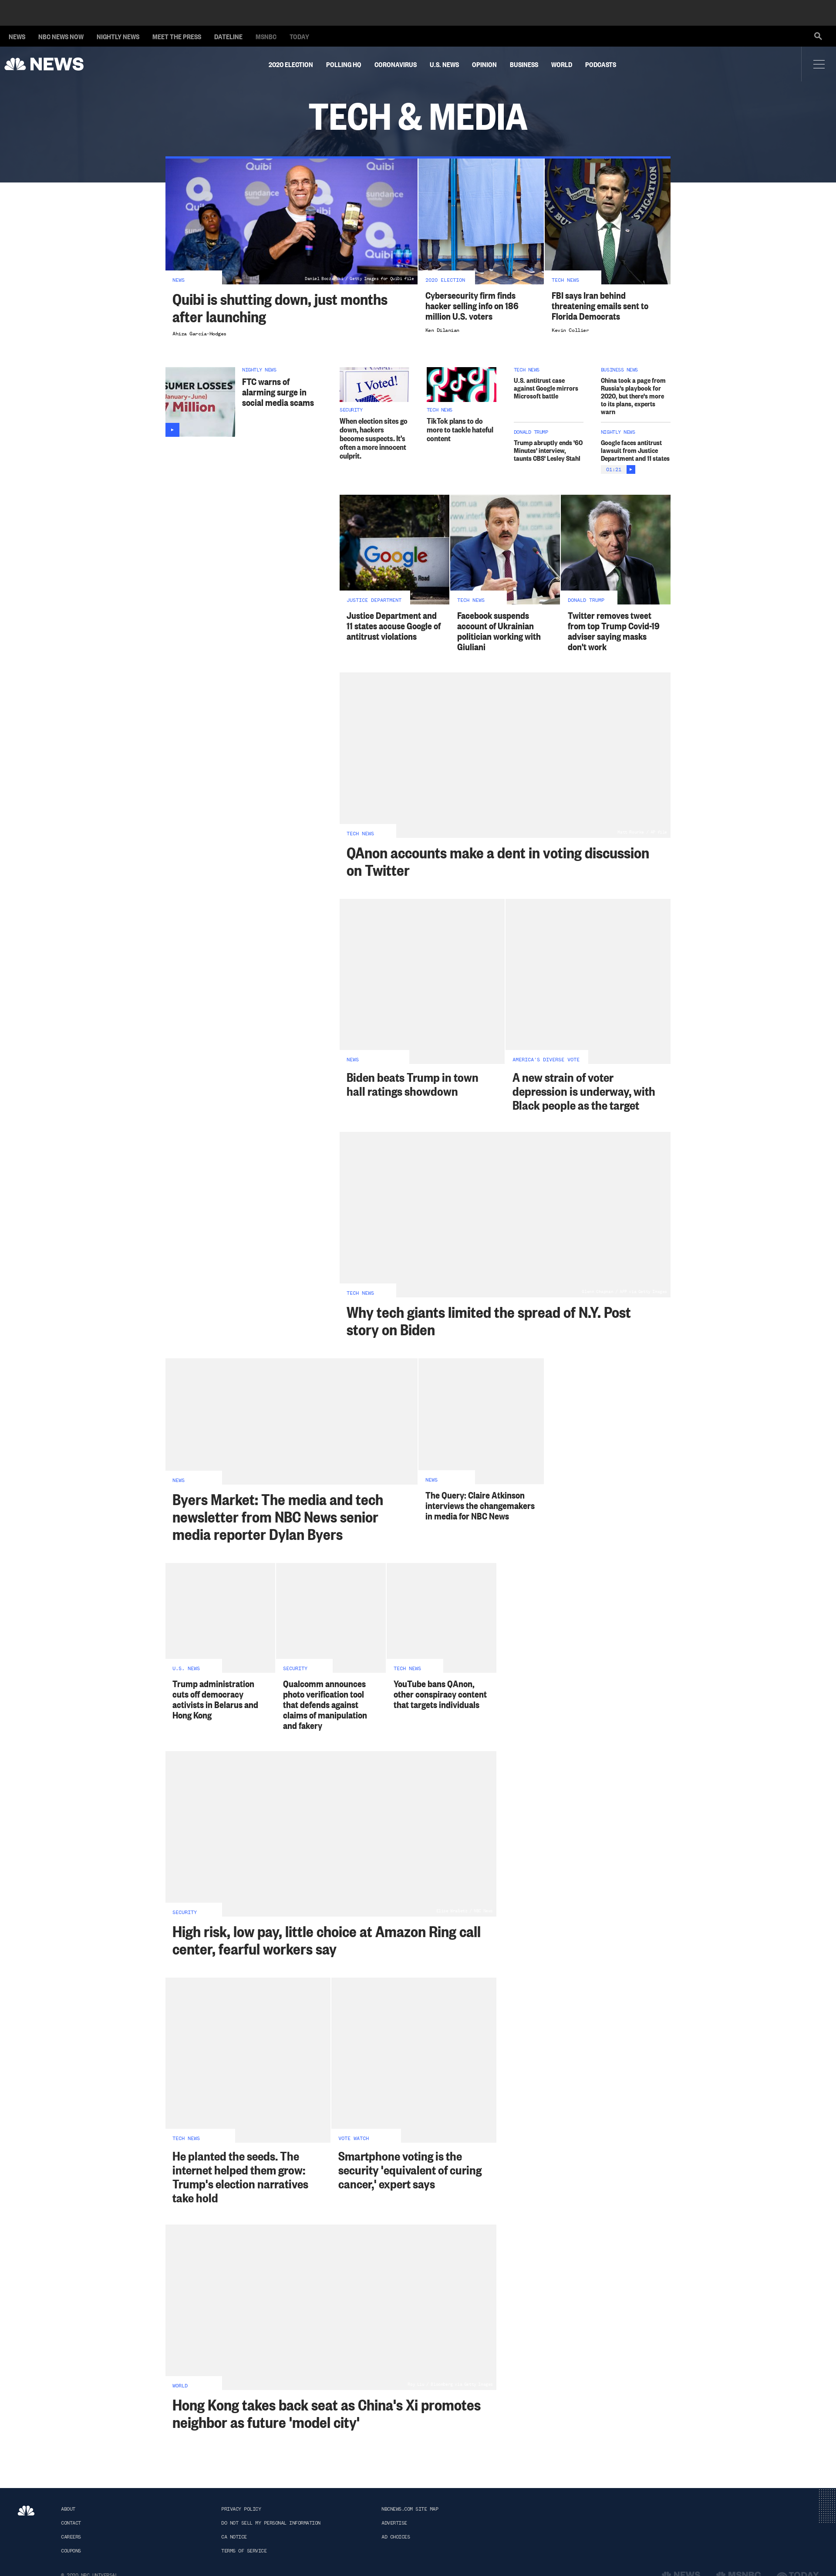 NEWS NBC NEWS NOW NIGHTLY NEWS MEET THE PRESS DATELINE MSNBC TODAY
NEWS
2020 ELECTION POLLING HQ CORONAVIRUS U.S. NEWS OPINION BUSINESS WORLD PODCASTS
TECH & MEDIA
Quibi
sundance
NEWS
Quibi is shutting down, just months
after launching
Ahiza Garcia-Hodges
2020 ELECTION
Cybersecurity firm finds
hacker selling info on 186
million U.S. voters
Ken Dilanian
TECH NEWS
FBI says Iran behind
threatening emails sent to
Florida Democrats
Kevin Collier
NIGHTLY NEWS
FTC warns of
alarming surge in
social media scams
I Voted!
SECURITY
When election sites go
down, hackers
become suspects. It's
often a more innocent
culprit.
TECH NEWS
TikTok plans to do
more to tackle hateful
content
TECH NEWS
U.S. antitrust case
against Google mirrors
Microsoft battle
DONALD TRUMP
Trump abruptly ends '60
Minutes' interview,
taunts CBS' Lesley Stahl
BUSINESS NEWS
China took a page from
Russia's playbook for
2020, but there's more
to its plans, experts
warn
NIGHTLY NEWS
Google faces antitrust
lawsuit from Justice
Department and 11 states
01:21
Google
JUSTICE DEPARTMENT
Justice Department and
11 states accuse Google of
antitrust violations
TECH NEWS
Facebook suspends
account of Ukrainian
politician working with
Giuliani
DONALD TRUMP
Twitter removes tweet
from top Trump Covid-19
adviser saying masks
don't work
TECH NEWS
QAnon accounts make a dent in voting discussion
on Twitter
NEWS
Biden beats Trump in town
hall ratings showdown
AMERICA'S DIVERSE VOTE
A new strain of voter
depression is underway, with
Black people as the target
TECH NEWS
Why tech giants limited the spread of N.Y. Post
story on Biden
NEWS
Byers Market: The media and tech
newsletter from NBC News senior
media reporter Dylan Byers
NEWS
The Query: Claire Atkinson
interviews the changemakers
in media for NBC News
U.S. NEWS
Trump administration
cuts off democracy
activists in Belarus and
Hong Kong
SECURITY
Qualcomm announces
photo verification tool
that defends against
claims of manipulation
and fakery
TECH NEWS
YouTube bans QAnon,
other conspiracy content
that targets individuals
SECURITY
High risk, low pay, little choice at Amazon Ring call
center, fearful workers say
TECH NEWS
He planted the seeds. The
internet helped them grow:
Trump's election narratives
take hold
VOTE WATCH
Smartphone voting is the
security 'equivalent of curing
cancer,' expert says
WORLD
Hong Kong takes back seat as China's Xi promotes
neighbor as future 'model city'
ABOUT
CONTACT
CAREERS
COUPONS
PRIVACY POLICY
DO NOT SELL MY PERSONAL INFORMATION
CA NOTICE
TERMS OF SERVICE
NBCNEWS.COM SITE MAP
ADVERTISE
AD CHOICES
© 2020 NBC UNIVERSAL
NEWS MSNBC TODAY